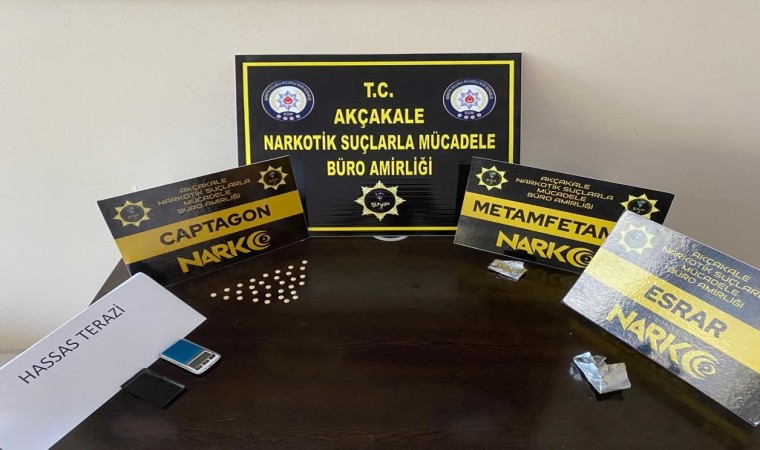 T.C.
AKÇAKALE
NARKOTİK SUÇLARLA MÜCADELE
BÜRO AMİRLİĞİ
AKÇAKALE
NARKOTİK SUÇLARLA
MÜCADELE
BÜRO AMİRLİĞİ
CAPTAGON
NARKO
AKÇAKALE
NARKOTİK SUÇLARLA
MÜCADELE
BÜRO AMİRLİĞİ
METAMFETAM
NARKO
AKÇAKALE
NARKOTİK SUÇLARLA
MÜCADELE
BÜRO AMİRLİĞİ
ESRAR
NARKO
HASSAS TERAZİ